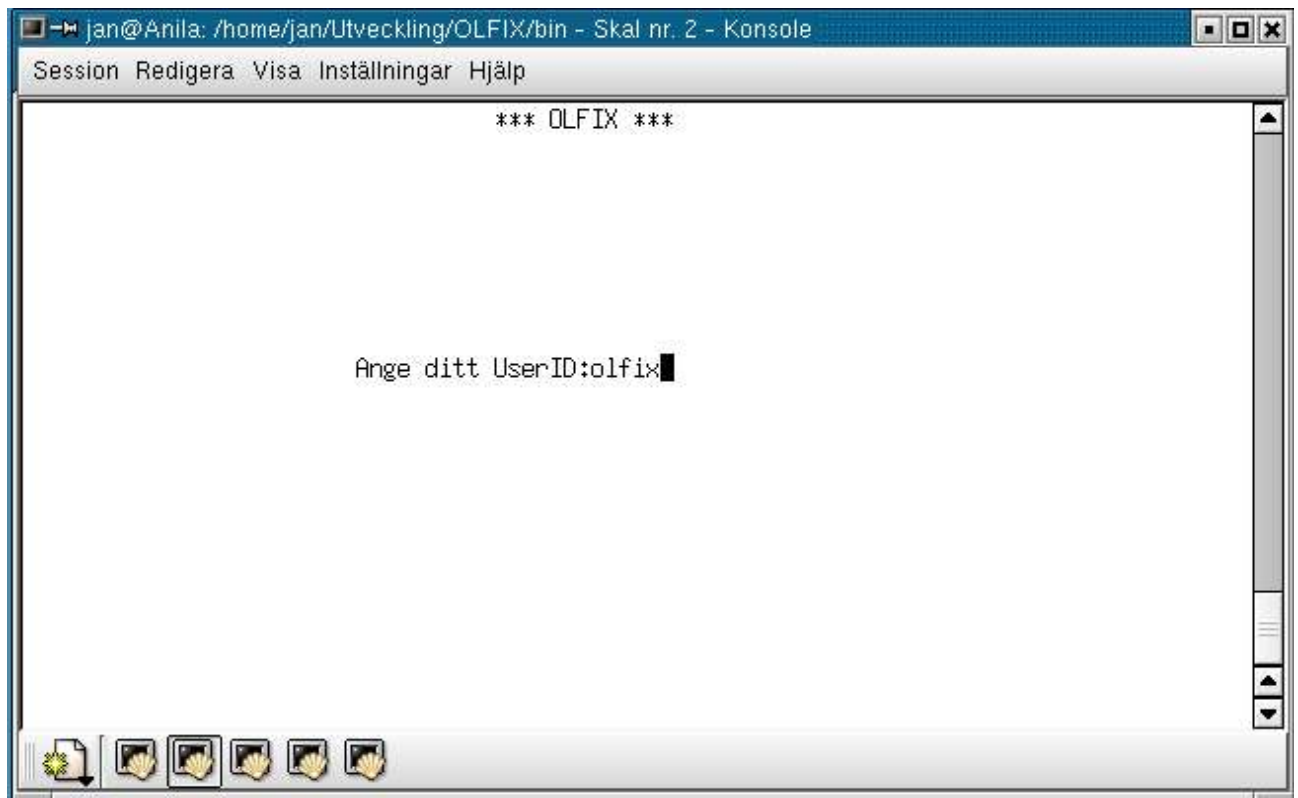 jan@Anila: /home/jan/Utveckling/OLFIX/bin - Skal nr. 2 - Konsole
Session Redigera Visa Inställningar Hjälp
*** OLFIX ***
Ange ditt UserID:olfix